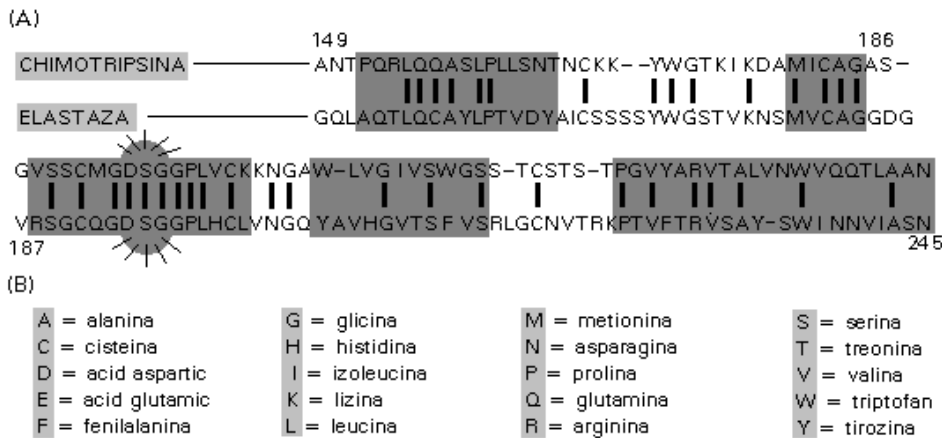 (A)
149 186
CHIMOTRIPSINA ANTPQRLQQASLPLLSNTNCKK--YWGTKIKDAMICAGAS-
ELASTAZA GQLAQTLQCAYLPTVDYAICSSSSYWGSTVKNSMVCAGGDG
GVSSCMGDSGGPLVCKKNGAW-LVGIVSWGSS-TCSTS-TPGVYARVTALVNWVQQTLAAN
VRSGCQGDSGGPLHCLVNGQYAVHGVTSFVSRLGCNVTRKPTVFTRVSAY-SWINNVIASN
187 245
(B)
A = alanina G = glicina M = metionina S = serina
C = cisteina H = histidina N = asparagina T = treonina
D = acid aspartic I = izoleucina P = prolina V = valina
E = acid glutamic K = lizina Q = glutamina W = triptofan
F = fenilalanina L = leucina R = arginina Y = tirozina